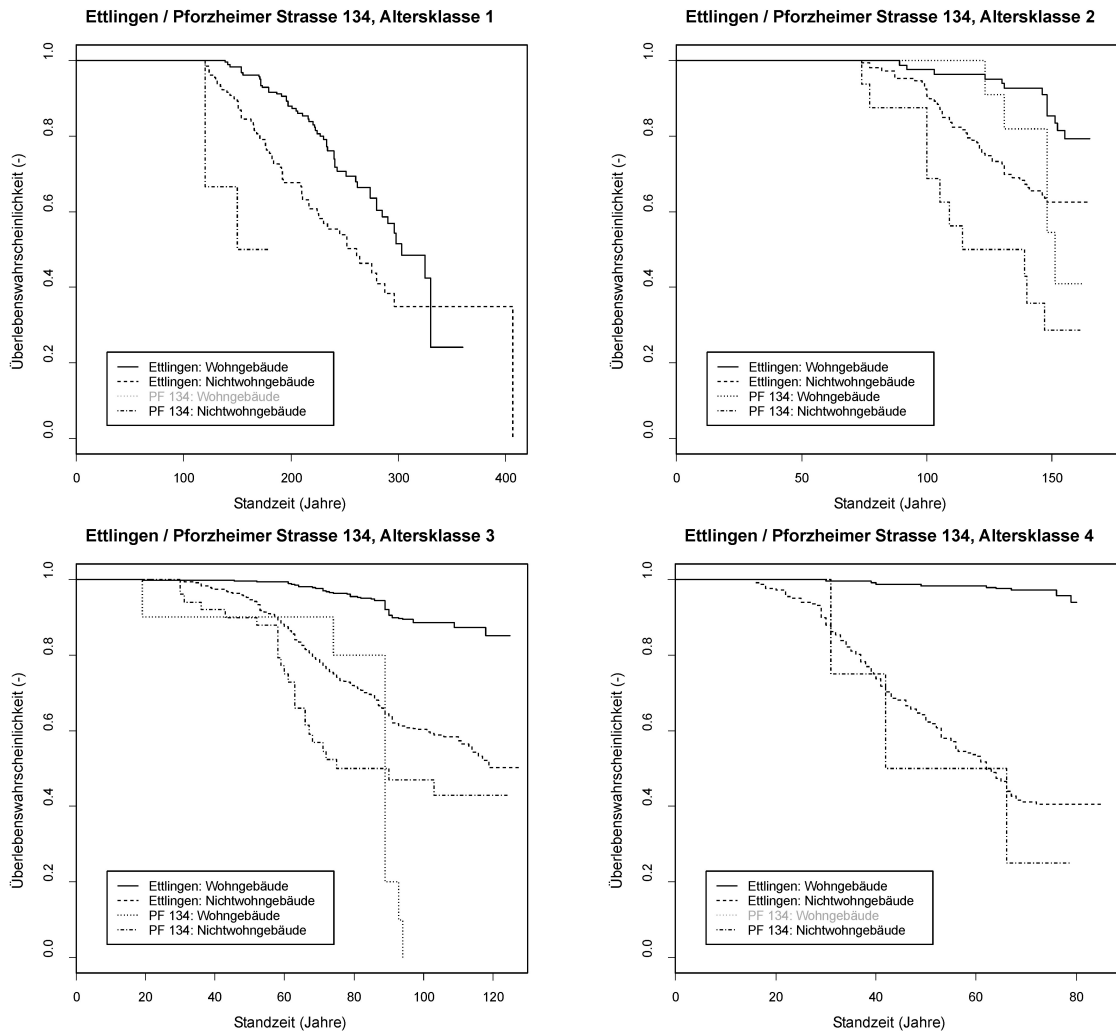 Ettlingen / Pforzheimer Strasse 134, Altersklasse 1
Überlebenswahrscheinlichkeit (-)
1.0
0.8
0.6
0.4
0.2
0.0
Ettlingen: Wohngebäude
Ettlingen: Nichtwohngebäude
PF 134: Wohngebäude
PF 134: Nichtwohngebäude
0 100 200 300 400
Standzeit (Jahre)
Ettlingen / Pforzheimer Strasse 134, Altersklasse 2
Überlebenswahrscheinlichkeit (-)
1.0
0.8
0.6
0.4
0.2
0.0
Ettlingen: Wohngebäude
Ettlingen: Nichtwohngebäude
PF 134: Wohngebäude
PF 134: Nichtwohngebäude
0 50 100 150
Standzeit (Jahre)
Ettlingen / Pforzheimer Strasse 134, Altersklasse 3
Überlebenswahrscheinlichkeit (-)
1.0
0.8
0.6
0.4
0.2
0.0
Ettlingen: Wohngebäude
Ettlingen: Nichtwohngebäude
PF 134: Wohngebäude
PF 134: Nichtwohngebäude
0 20 40 60 80 100 120
Standzeit (Jahre)
Ettlingen / Pforzheimer Strasse 134, Altersklasse 4
Überlebenswahrscheinlichkeit (-)
1.0
0.8
0.6
0.4
0.2
0.0
Ettlingen: Wohngebäude
Ettlingen: Nichtwohngebäude
PF 134: Wohngebäude
PF 134: Nichtwohngebäude
0 20 40 60 80
Standzeit (Jahre)